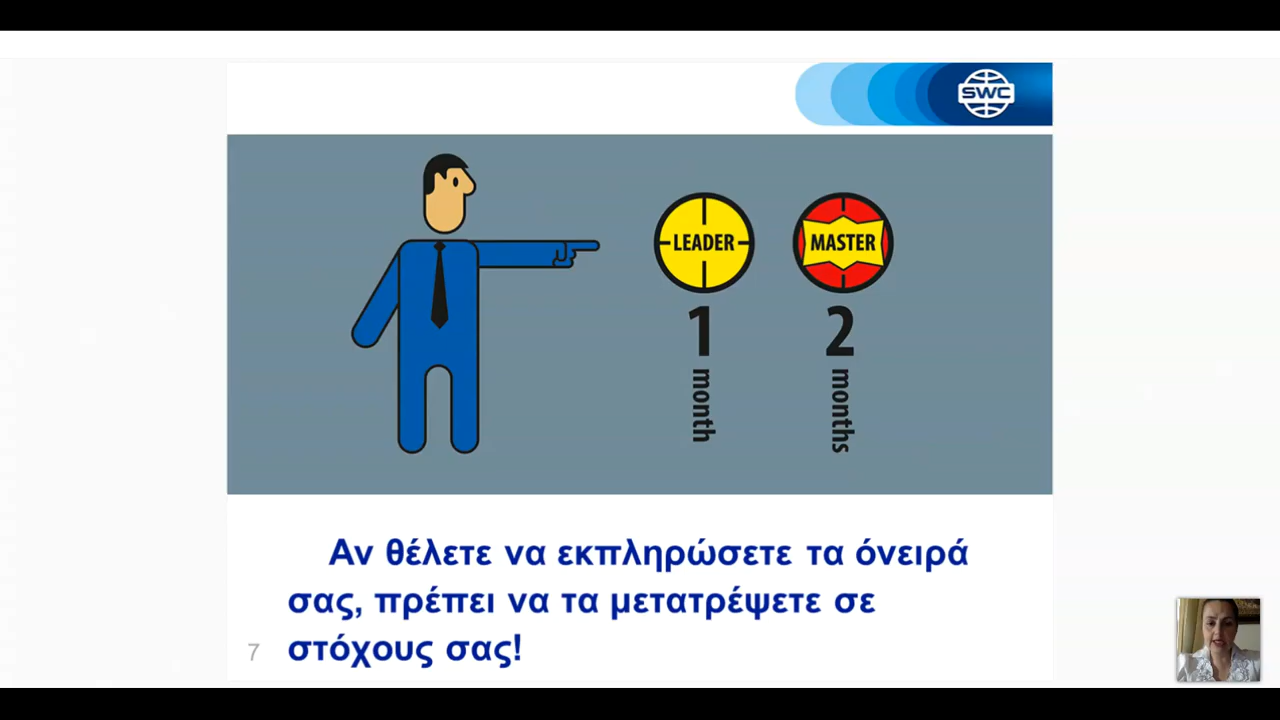 SWC
LEADER
MASTER
1
2
month
months
Αν θέλετε να εκπληρώσετε τα όνειρά
σας, πρέπει να τα μετατρέψετε σε
στόχους σας!
7